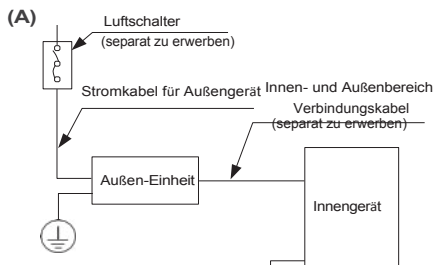 (A)
Luftschalter
(separat zu erwerben)
Stromkabel für Außengerät
Innen- und Außenbereich
Verbindungskabel
(separat zu erwerben)
Außen-Einheit
Innengerät